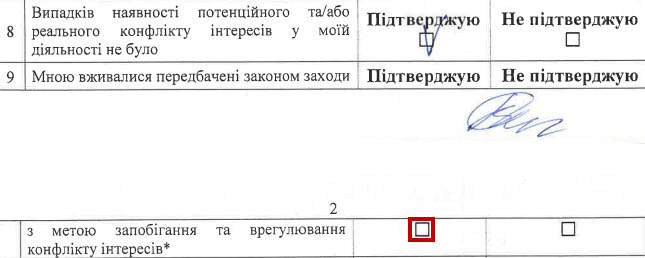 8 Випадків наявності потенційного та/або реального конфлікту інтересів у моїй діяльності не було Підтверджую ☑ Не підтверджую ☐
9 Мною вживалися передбачені законом заходи Підтверджую Не підтверджую
2
з метою запобігання та врегулювання ☐ ☐
конфлікту інтересів*